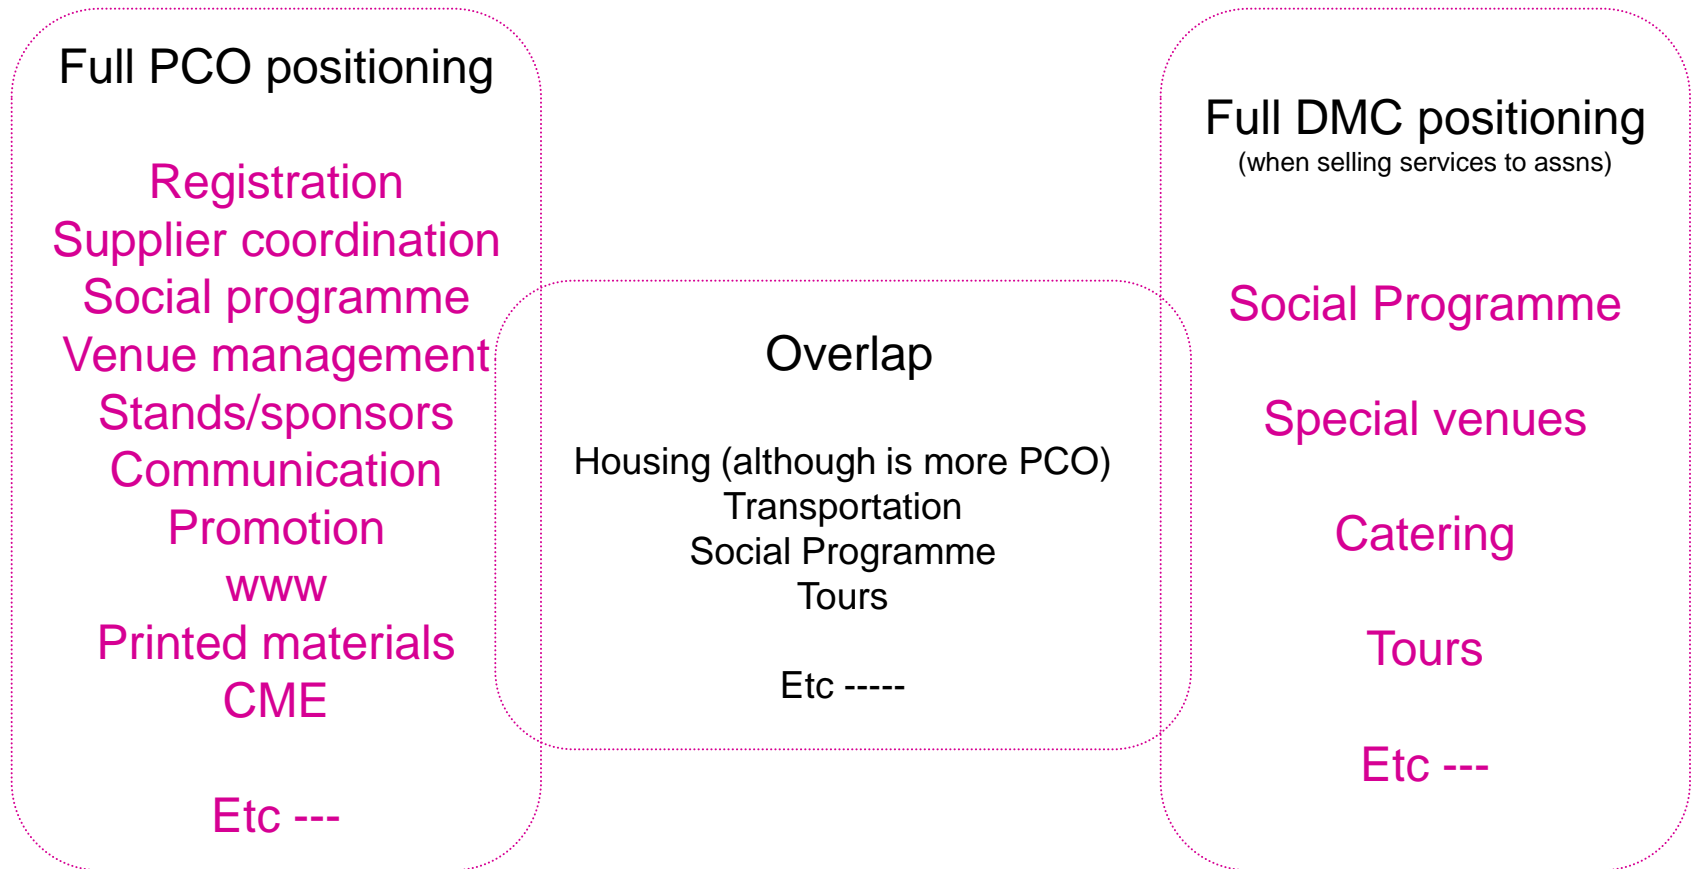 Full PCO positioning
Registration
Supplier coordination
Social programme
Venue management
Stands/sponsors
Communication
Promotion
www
Printed materials
CME
Etc ---
Overlap
Housing (although is more PCO)
Transportation
Social Programme
Tours
Etc -----
Full DMC positioning
(when selling services to assns)
Social Programme
Special venues
Catering
Tours
Etc ---